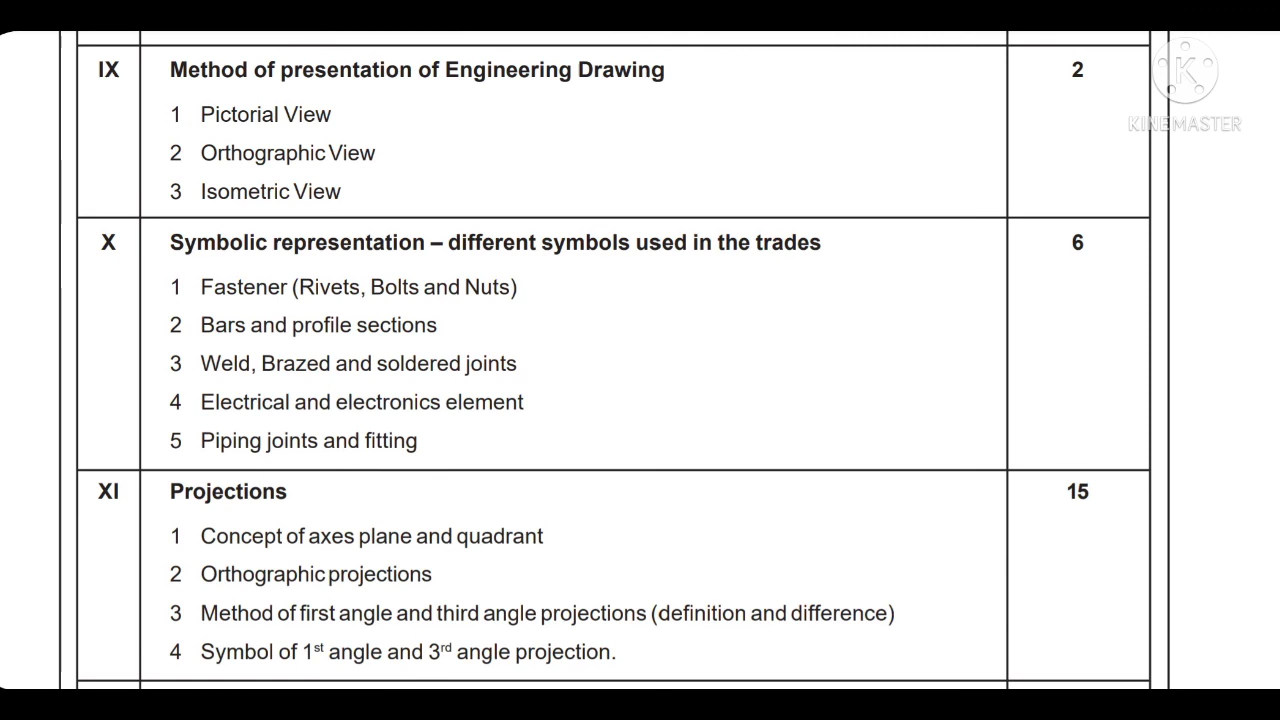 IX Method of presentation of Engineering Drawing 2
1 Pictorial View
2 Orthographic View
3 Isometric View
X Symbolic representation – different symbols used in the trades 6
1 Fastener (Rivets, Bolts and Nuts)
2 Bars and profile sections
3 Weld, Brazed and soldered joints
4 Electrical and electronics element
5 Piping joints and fitting
XI Projections 15
1 Concept of axes plane and quadrant
2 Orthographic projections
3 Method of first angle and third angle projections (definition and difference)
4 Symbol of 1st angle and 3rd angle projection.
K
KINEMASTER